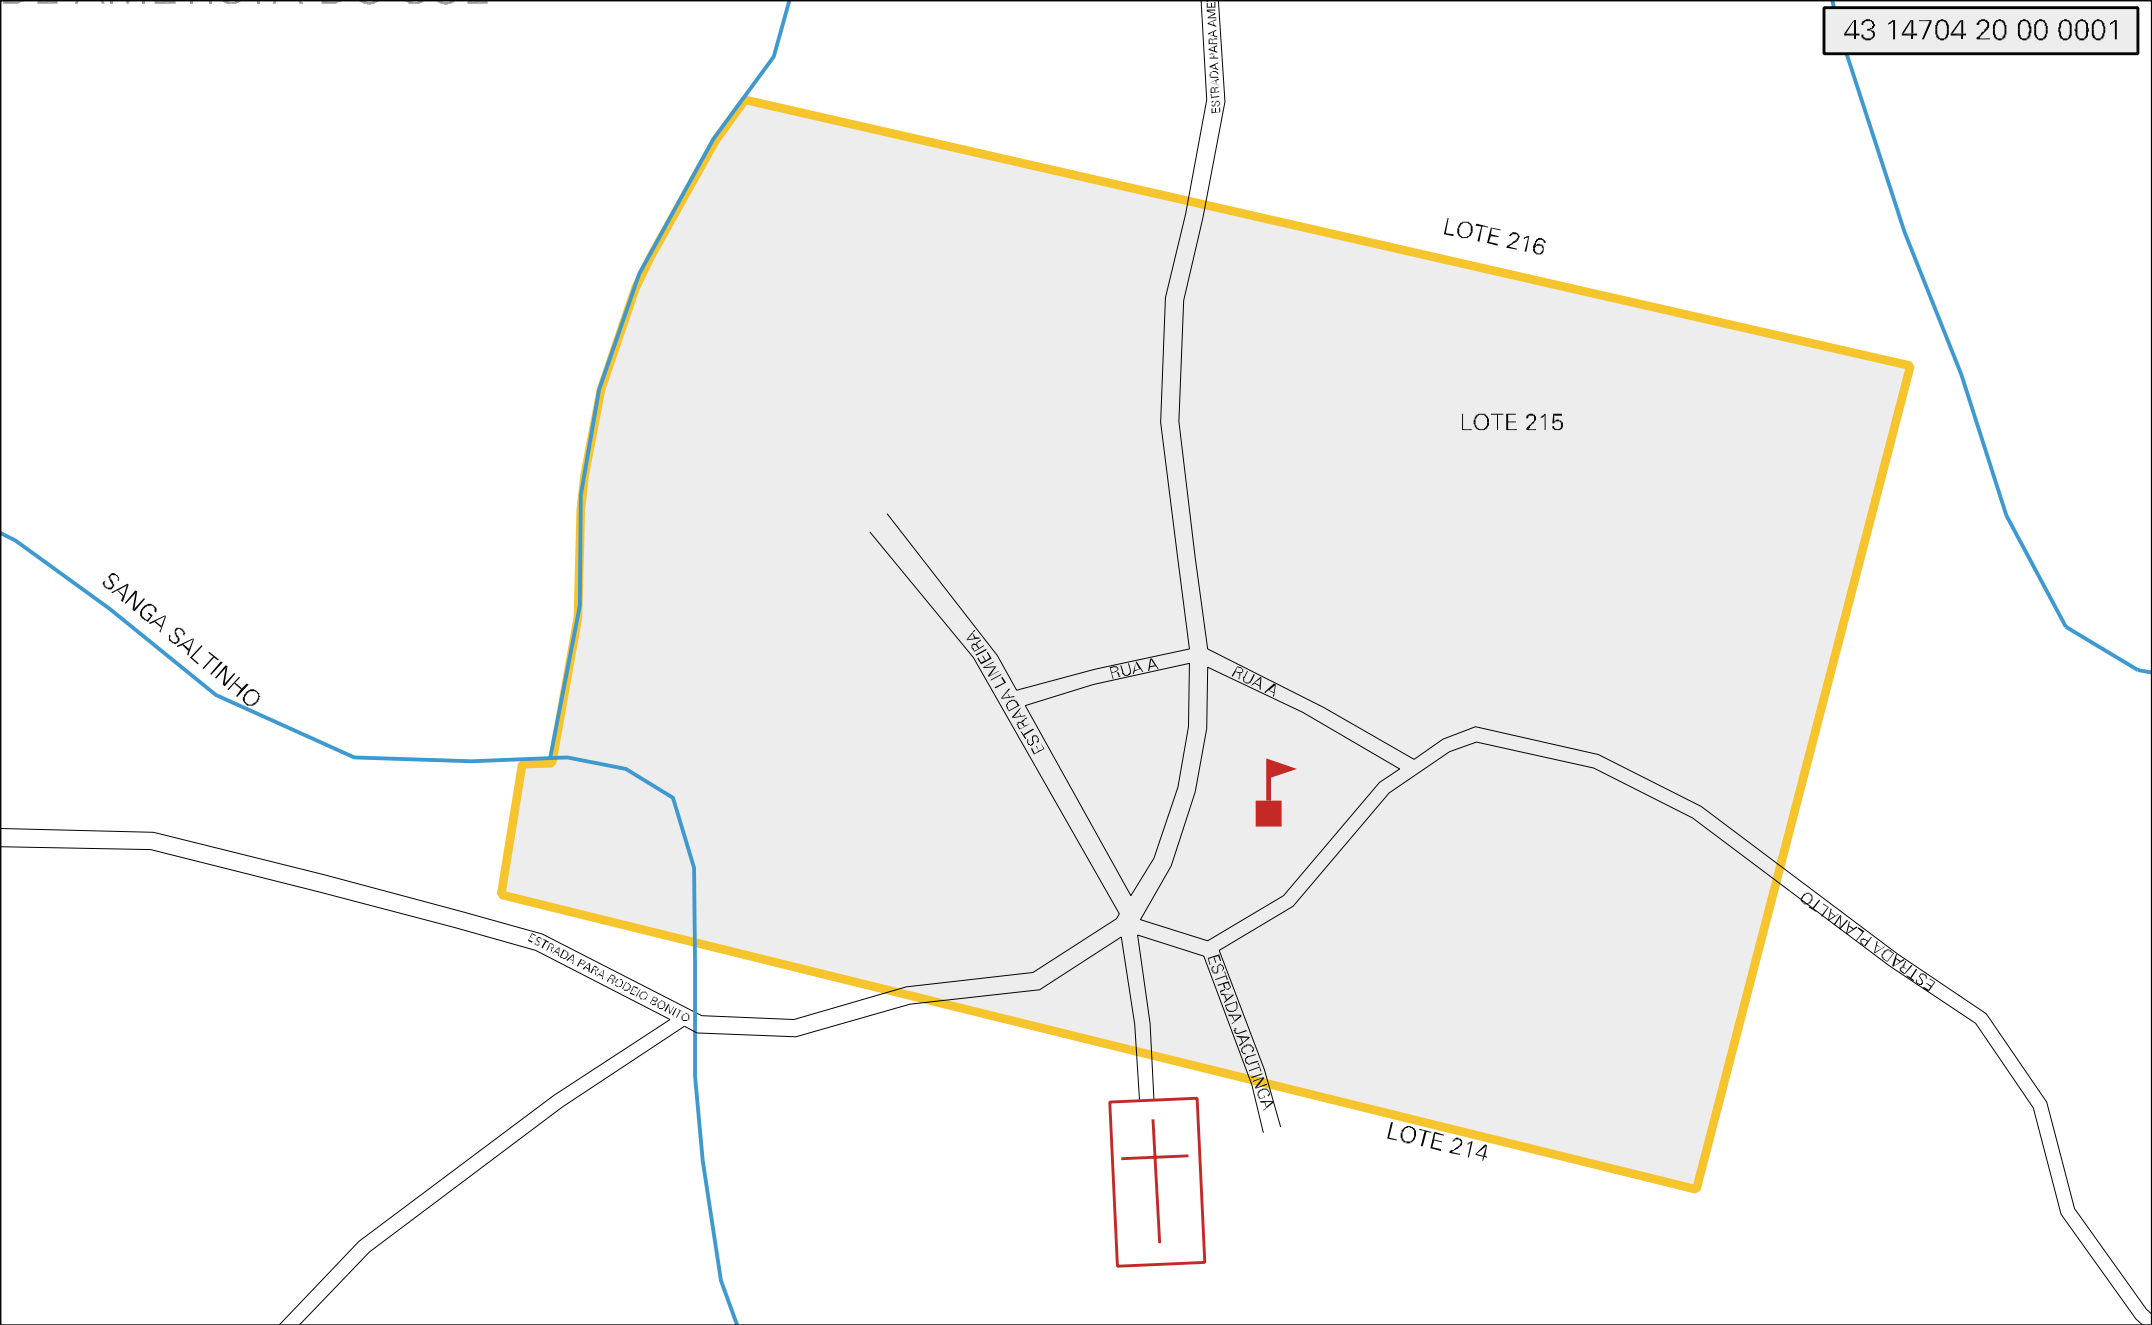 43 14704 20 00 0001
ESTRADA PARA AME
LOTE 216
LOTE 215
SANGA SALTINHO
ESTRADA LIMEIRA
RUA A
RUA A
ESTRADA PLANALTO
ESTRADA PARA RODEIO BONITO
ESTRADA JACUTINGA
LOTE 214